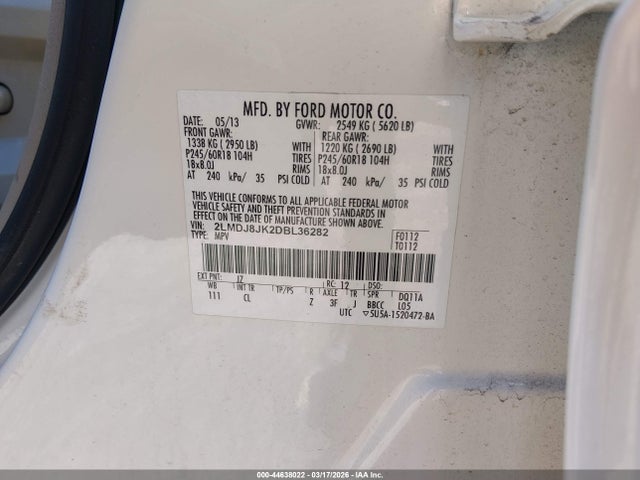 MFD. BY FORD MOTOR CO.
DATE: 05/13 GVWR: 2549 KG ( 5620 LB)
FRONT GAWR: REAR GAWR:
1338 KG ( 2950 LB) WITH 1220 KG ( 2690 LB) WITH
P245/60R18 104H TIRES P245/60R18 104H TIRES
18x8.0J RIMS 18x8.0J RIMS
AT 240 kPa/ 35 PSI COLD AT 240 kPa/ 35 PSI COLD
THIS VEHICLE CONFORMS TO ALL APPLICABLE FEDERAL MOTOR
VEHICLE SAFETY AND THEFT PREVENTION STANDARDS IN
EFFECT ON THE DATE OF MANUFACTURE SHOWN ABOVE.
VIN: 2LMDJ8JK2DBL36282 F0112
TYPE: MPV T0112
EXT PNT: JZ RC: 12 DSO:
WB INT TR TP/PS R AXLE TR SPR DQ11A
111 CL Z 3F J BBCC L05
UTC ▽5U5A-1520472-BA
000-44638022 - 03/17/2026 - COPART